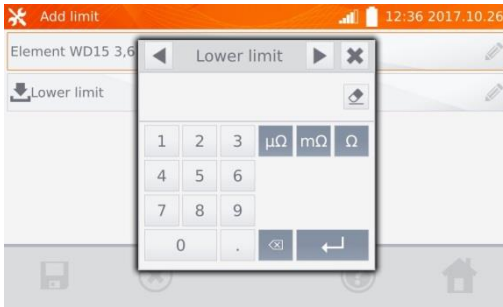 Add limit 12:36 2017.10.26
Element WD15 3,6
Lower limit
Lower limit
1 2 3 µΩ mΩ Ω
4 5 6
7 8 9
0 .